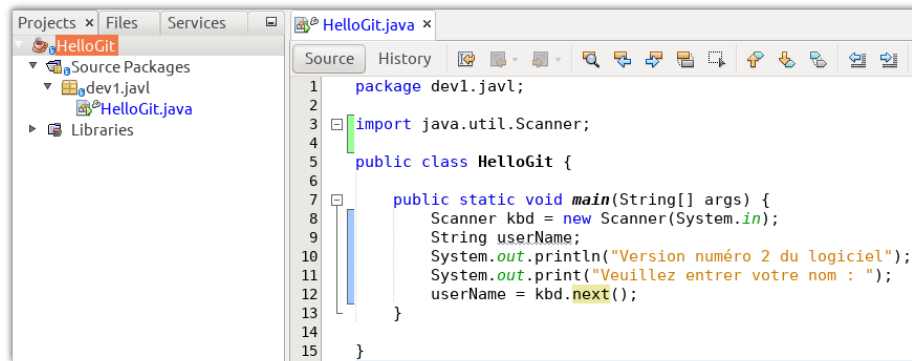 Projects × Files Services
HelloGit
Source Packages
dev1.javl
HelloGit.java
Libraries
HelloGit.java ×
Source History
1 package dev1.javl;
2
3 import java.util.Scanner;
4
5 public class HelloGit {
6
7 public static void main(String[] args) {
8 Scanner kbd = new Scanner(System.in);
9 String userName;
10 System.out.println("Version numéro 2 du logiciel");
11 System.out.print("Veuillez entrer votre nom : ");
12 userName = kbd.next();
13 }
14
15 }